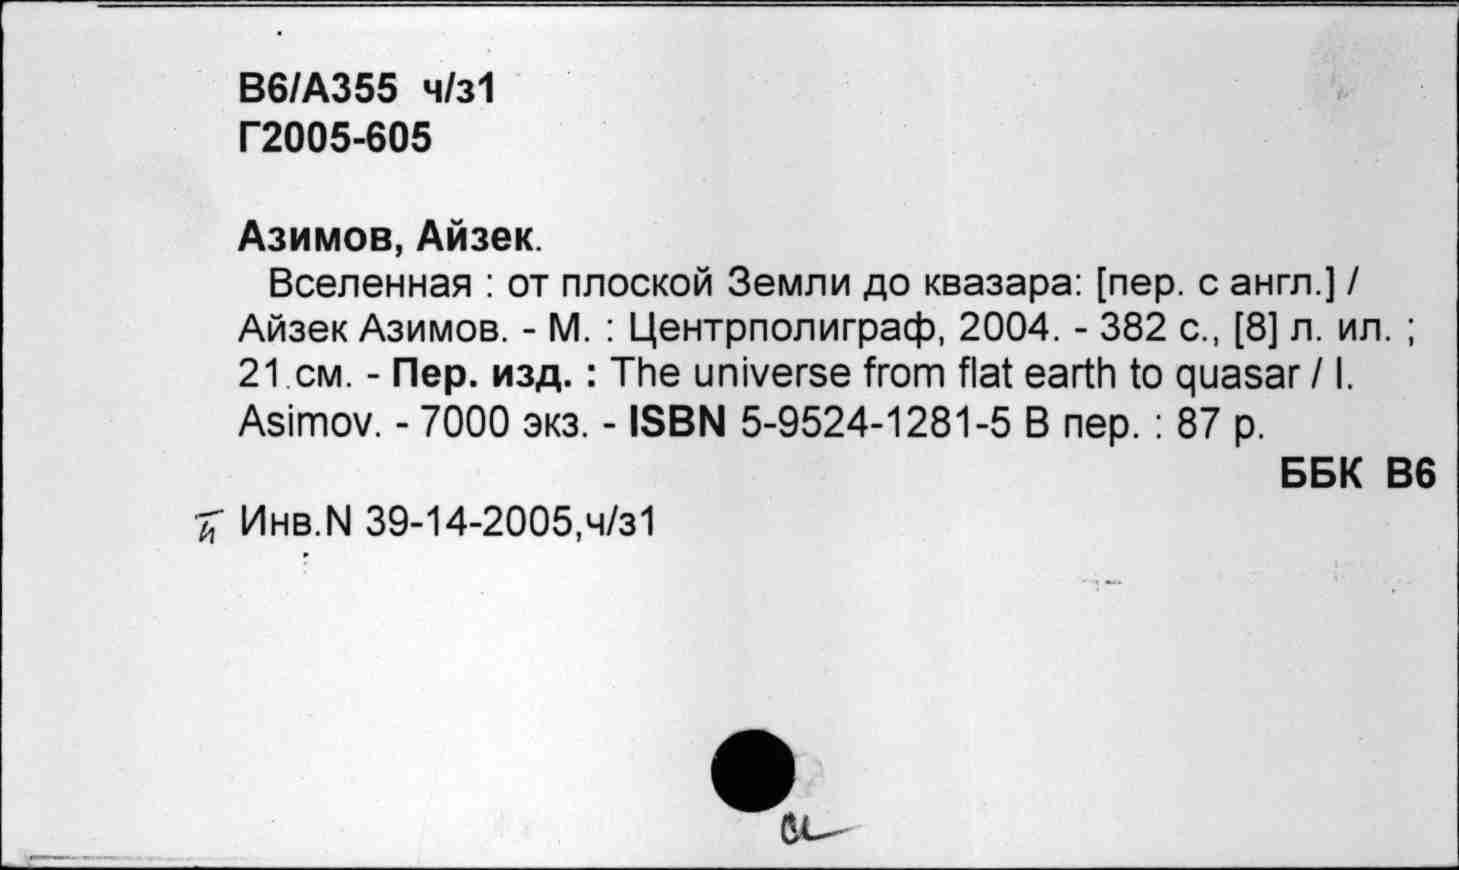 В6/А355 ч/з1
Г2005-605
Азимов, Айзек.
Вселенная : от плоской Земли до квазара: [пер. с англ.] /
Айзек Азимов. - М. : Центрполиграф, 2004. - 382 с., [8] л. ил. ;
21 см. - Пер. изд. : The universe from flat earth to quasar / I.
Asimov. - 7000 экз. - ISBN 5-9524-1281-5 В пер. : 87 р.
ББК В6
Инв.N 39-14-2005,ч/з1